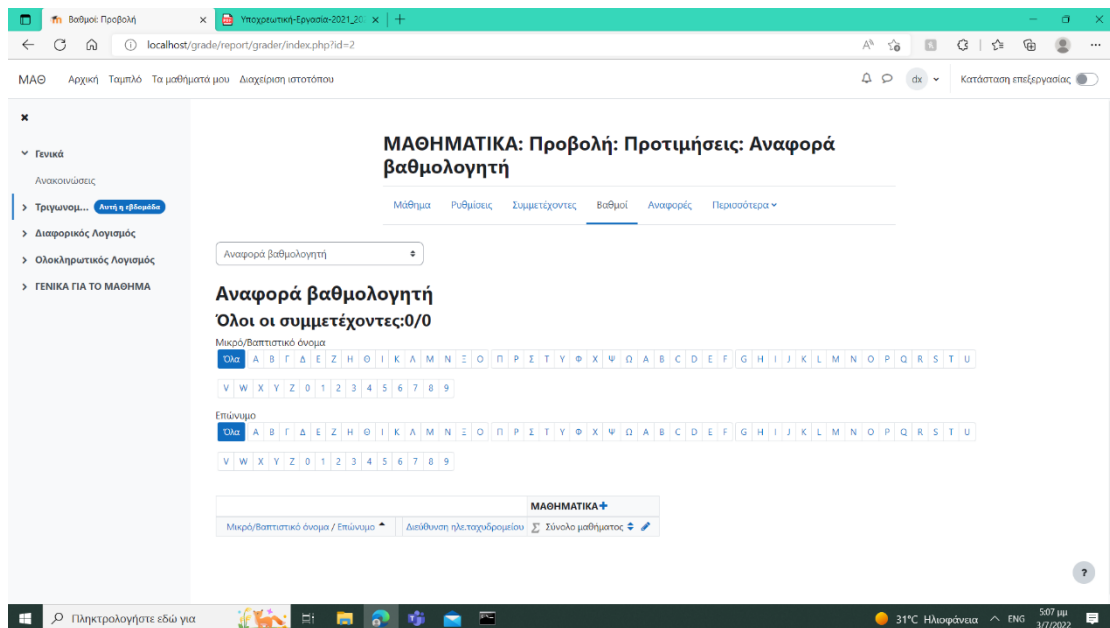 Βαθμοί: Προβολή
Υποχρεωτική-Εργασία-2021_20
localhost/grade/report/grader/index.php?id=2
ΜΑΘ Αρχική Ταμπλό Τα μαθήματά μου Διαχείριση ιστοτόπου dx Κατάσταση επεξεργασίας
Γενικά
Ανακοινώσεις
Τριγωνομ... Αυτή η εβδομάδα
Διαφορικός Λογισμός
Ολοκληρωτικός Λογισμός
ΓΕΝΙΚΑ ΓΙΑ ΤΟ ΜΑΘΗΜΑ
ΜΑΘΗΜΑΤΙΚΑ: Προβολή: Προτιμήσεις: Αναφορά
βαθμολογητή
Μάθημα Ρυθμίσεις Συμμετέχοντες Βαθμοί Αναφορές Περισσότερα
Αναφορά βαθμολογητή
Αναφορά βαθμολογητή
Όλοι οι συμμετέχοντες:0/0
Μικρό/Βαπτιστικό όνομα
Όλα Α Β Γ Δ Ε Ζ Η Θ Ι Κ Λ Μ Ν Ξ Ο Π Ρ Σ Τ Υ Φ Χ Ψ Ω A B C D E F G H I J K L M N O P Q R S T U
V W X Y Z 0 1 2 3 4 5 6 7 8 9
Επώνυμο
Όλα Α Β Γ Δ Ε Ζ Η Θ Ι Κ Λ Μ Ν Ξ Ο Π Ρ Σ Τ Υ Φ Χ Ψ Ω A B C D E F G H I J K L M N O P Q R S T U
V W X Y Z 0 1 2 3 4 5 6 7 8 9
ΜΑΘΗΜΑΤΙΚΑ
Μικρό/Βαπτιστικό όνομα / Επώνυμο Διεύθυνση ηλε.ταχυδρομείου Σύνολο μαθήματος
?
Πληκτρολογήστε εδώ για
31°C Ηλιοφάνεια ENG 5:07 μμ
3/7/2022